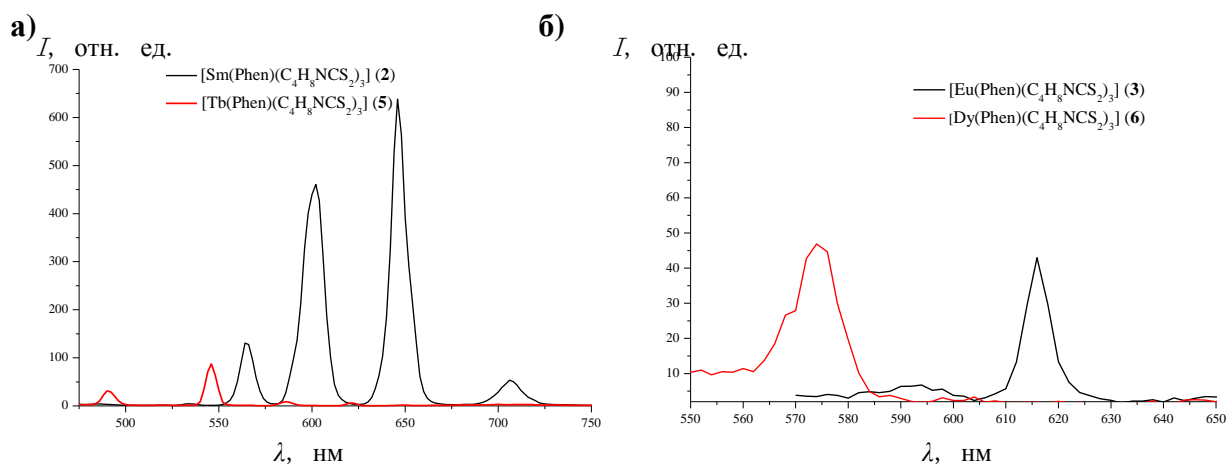 а)
I, отн. ед.
[Sm(Phen)(C4H8NCS2)3] (2)
[Tb(Phen)(C4H8NCS2)3] (5)
700
600
500
400
300
200
100
0
500 550 600 650 700 750
λ, нм
б)
I, отн. ед.
[Eu(Phen)(C4H8NCS2)3] (3)
[Dy(Phen)(C4H8NCS2)3] (6)
100
90
80
70
60
50
40
30
20
10
550 560 570 580 590 600 610 620 630 640 650
λ, нм